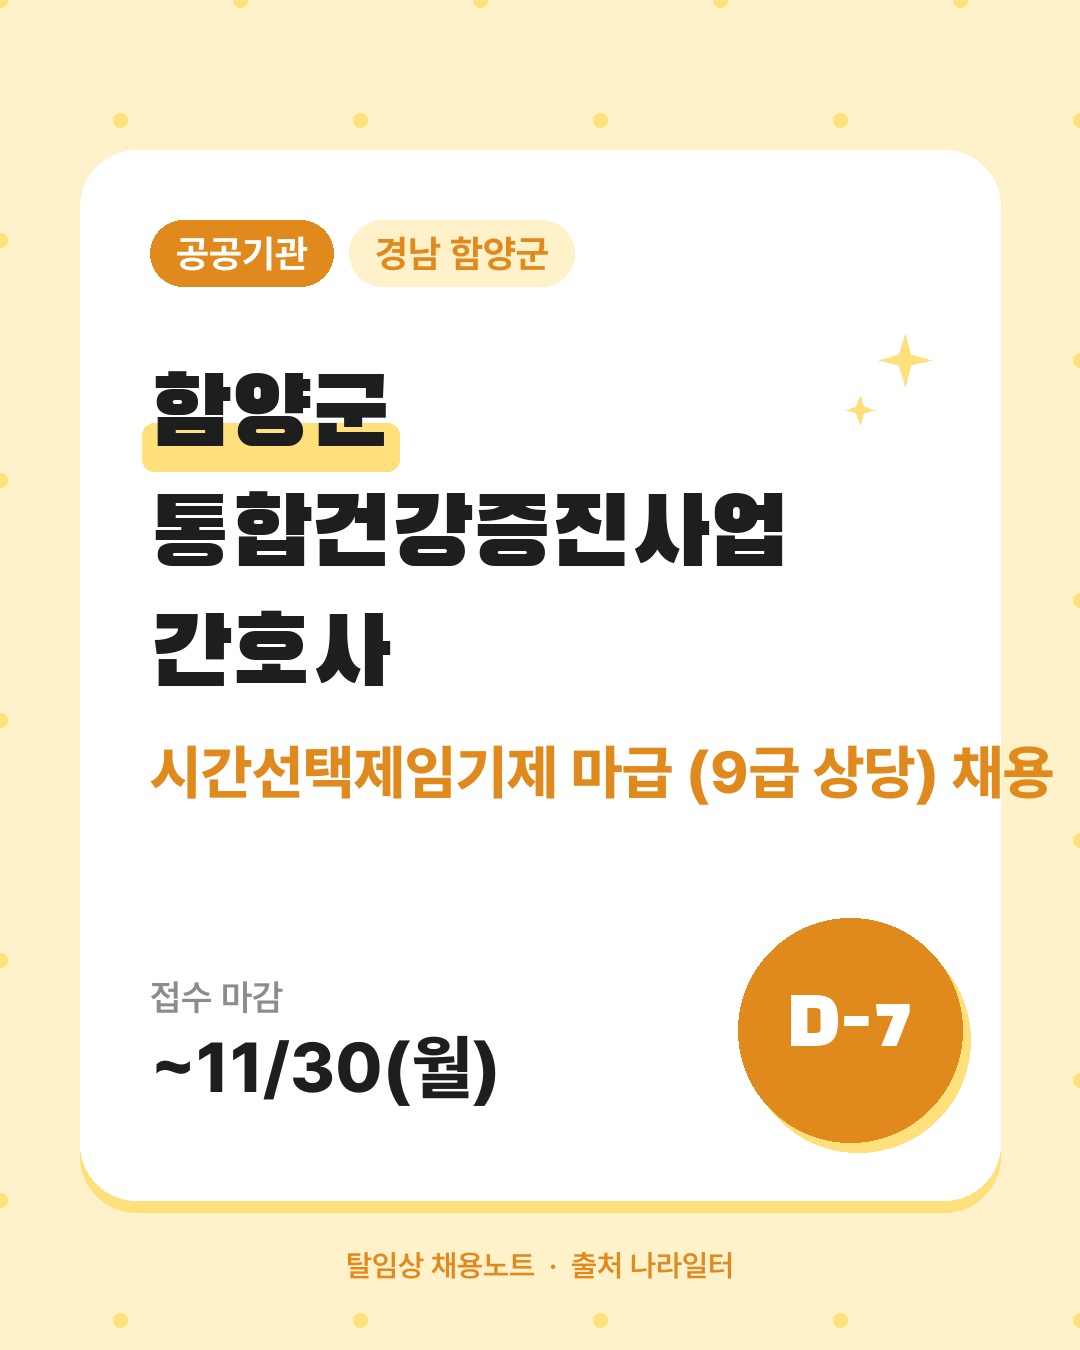 공공기관 경남 함양군
함양군
통합건강증진사업
간호사
시간선택제임기제 마급 (9급 상당) 채용
접수 마감
~11/30(월)
D-7
탈임상 채용노트 · 출처 나라일터